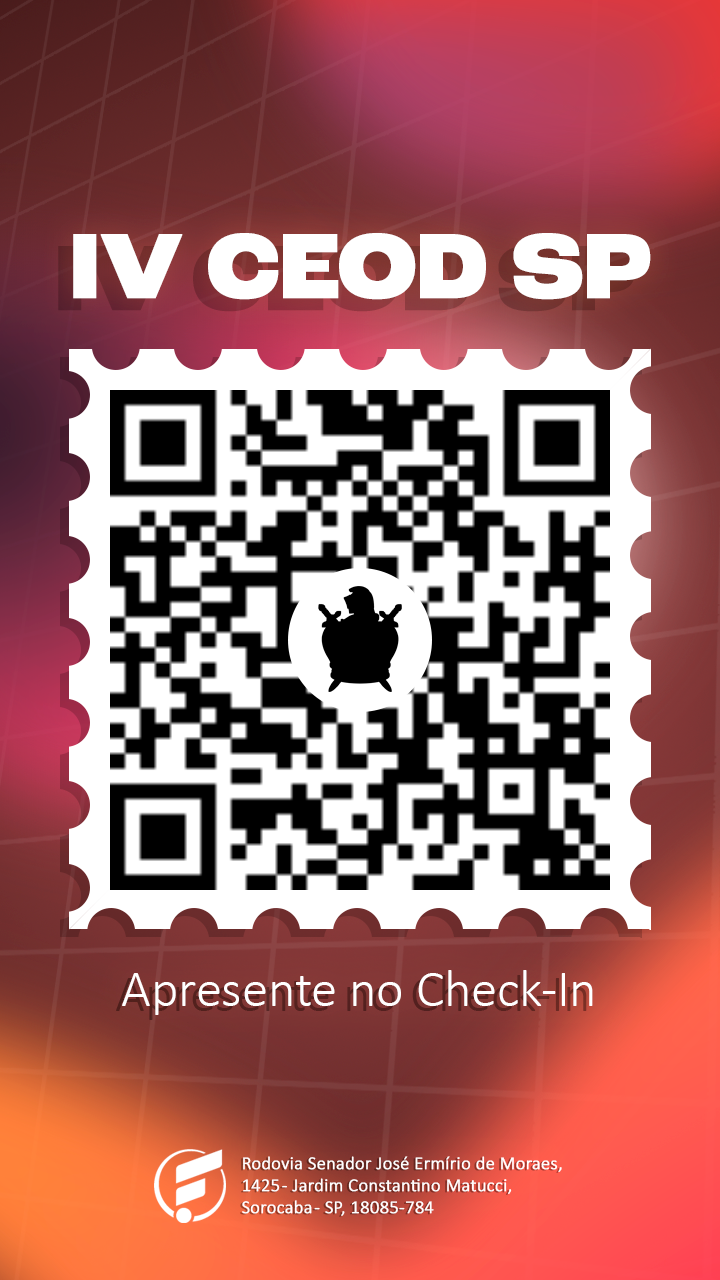 IV CEOD SP
Apresente no Check-In
Rodovia Senador José Ermírio de Moraes,
1425 - Jardim Constantino Matucci,
Sorocaba - SP, 18085-784